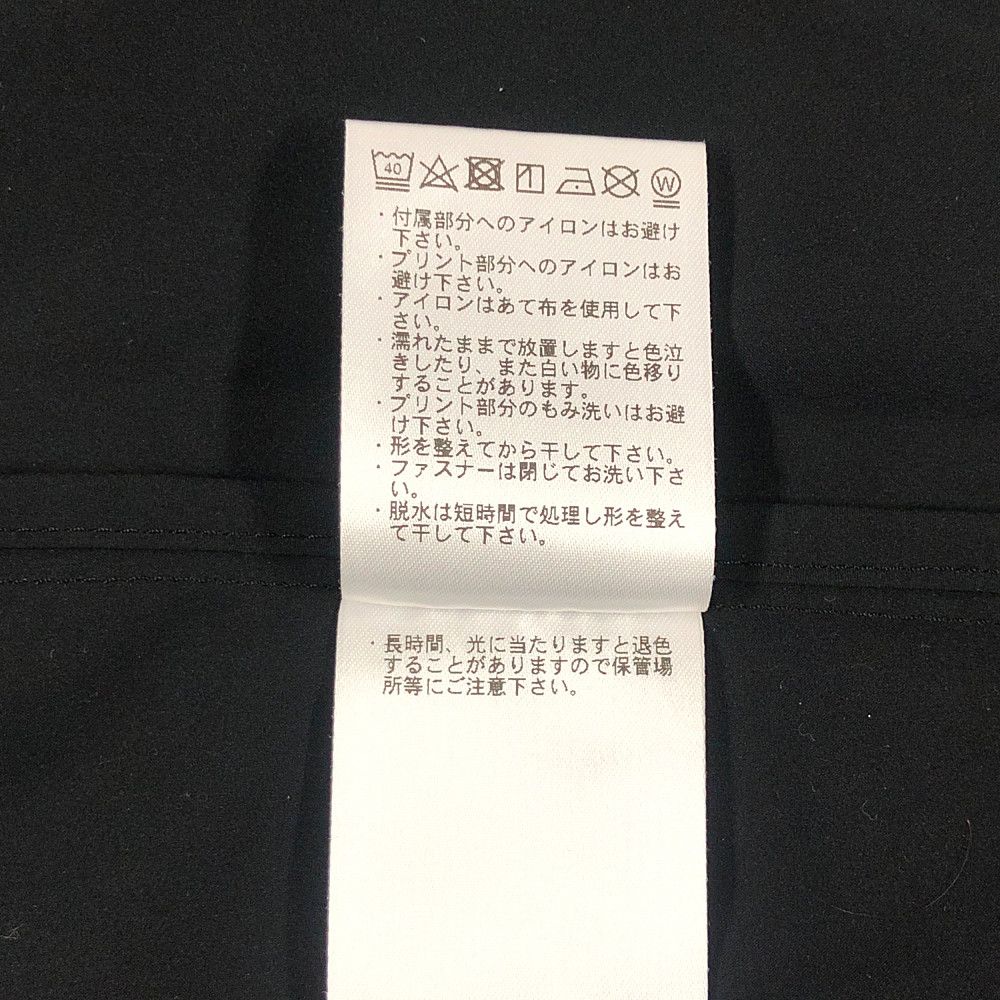 40 W
・付属部分へのアイロンはお避け
下さい。
・プリント部分へのアイロンはお
避け下さい。
・アイロンはあて布を使用して下
さい。
・濡れたままで放置しますと色泣
きしたり、また白い物に色移り
することがあります。
・プリント部分のもみ洗いはお避
け下さい。
・形を整えてから干して下さい。
・ファスナーは閉じてお洗い下さ
い。
・脱水は短時間で処理し形を整え
て干して下さい。
・長時間、光に当たりますと退色
することがありますので保管場
所等にご注意下さい。